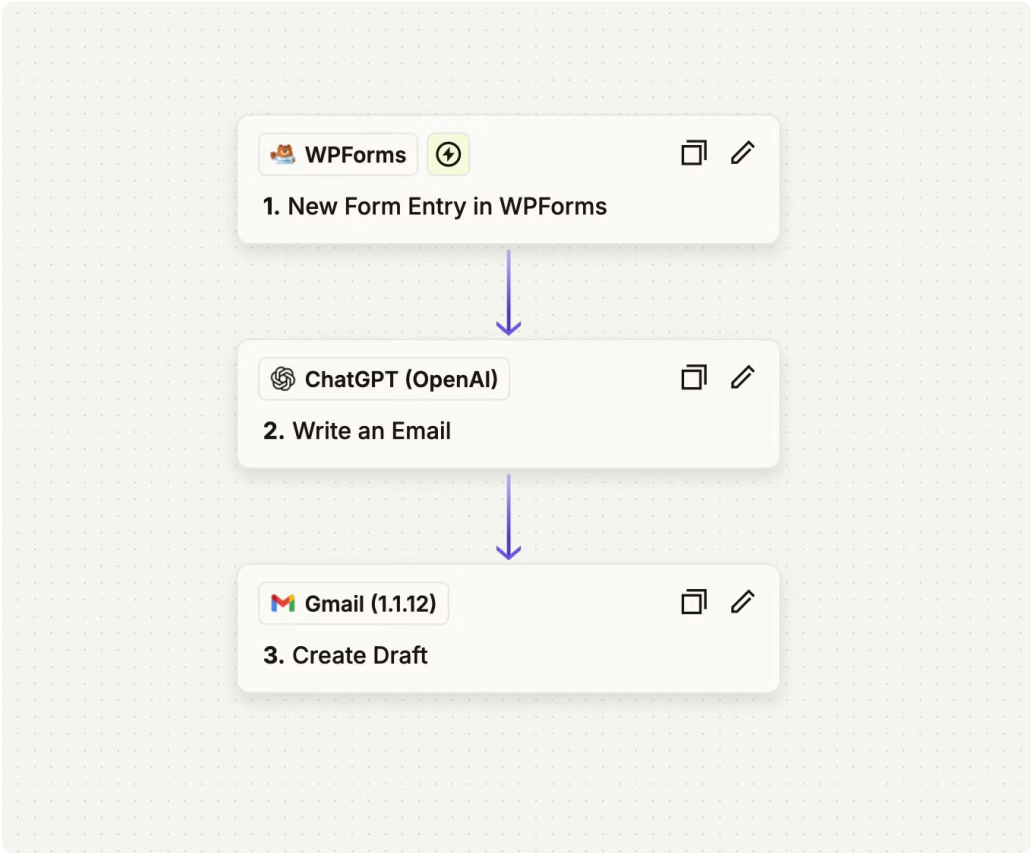 WPForms
1. New Form Entry in WPForms
ChatGPT (OpenAI)
2. Write an Email
Gmail (1.1.12)
3. Create Draft